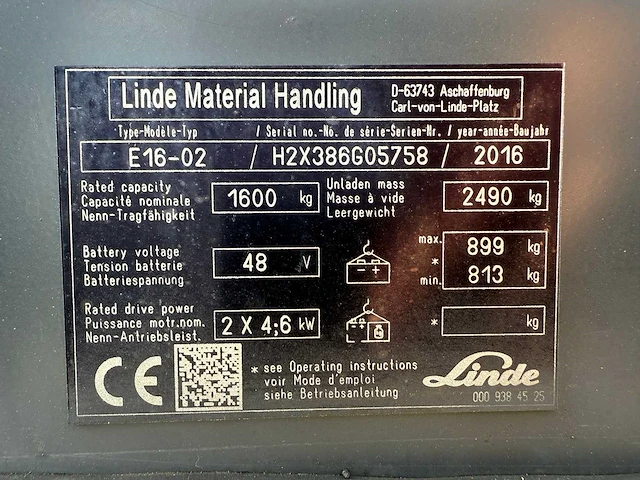 Linde Material Handling D-63743 Aschaffenburg
Carl-von-Linde-Platz
Type-Modèle-Typ / Serial no.-No. de série-Serien-Nr. / year-année-Baujahr
E16-02 / H2X386G05758 / 2016
Rated capacity
Capacité nominale
Nenn-Tragfähigkeit
1600 kg
Unladen mass
Masse à vide
Leergewicht
2490 kg
Battery voltage
Tension batterie
Batteriespannung
48 V
- +
max. 899 kg
*
min. 813 kg
Rated drive power
Puissance motr.nom.
Nenn-Antriebsleist.
2 X 4;6 kW
- +
* kg
CE
* see Operating instructions
voir Mode d'emploi
siehe Betriebsanleitung
Linde
000 938 45 25